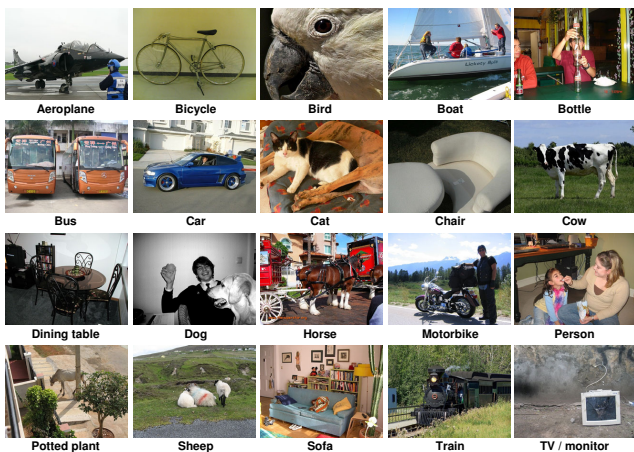 Aeroplane
Bicycle
Bird
Boat
Bottle
Bus
Car
Cat
Chair
Cow
Dining table
Dog
Horse
Motorbike
Person
Potted plant
Sheep
Sofa
Train
TV / monitor